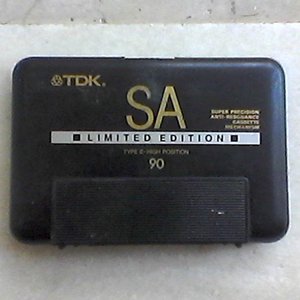 TDK
SA
SUPER PRECISION
ANTI-RESONANCE
CASSETTE
MECHANISM
LIMITED EDITION
TYPE II·HIGH POSITION
90